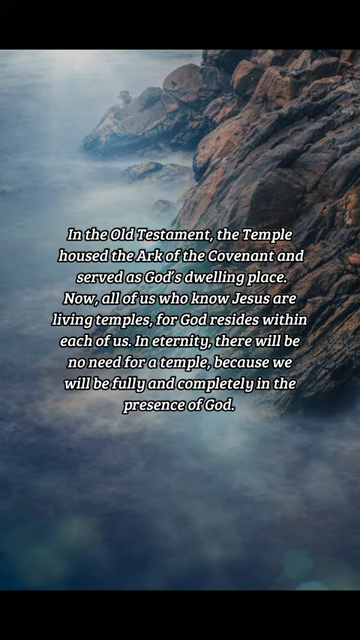 In the Old Testament, the Temple
housed the Ark of the Covenant and
served as God's dwelling place.
Now, all of us who know Jesus are
living temples, for God resides within
each of us. In eternity, there will be
no need for a temple, because we
will be fully and completely in the
presence of God.